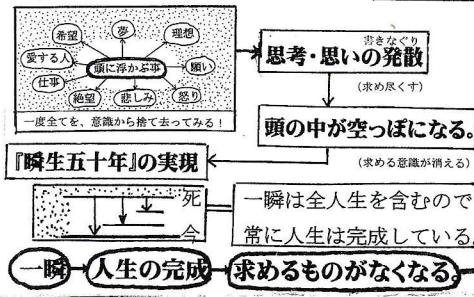 希望
夢
理想
愛する人
頭に浮かぶ事
願い
仕事
絶望
悲しみ
怒り
一度全てを、意識から捨て去ってみる！
書きなぐり
思考・思いの発散
(求め尽くす)
頭の中が空っぽになる。
(求める意識が消える)
『瞬生五十年』の実現
死
今
一瞬は全人生を含むので
常に人生は完成している。
一瞬→人生の完成→求めるものがなくなる。